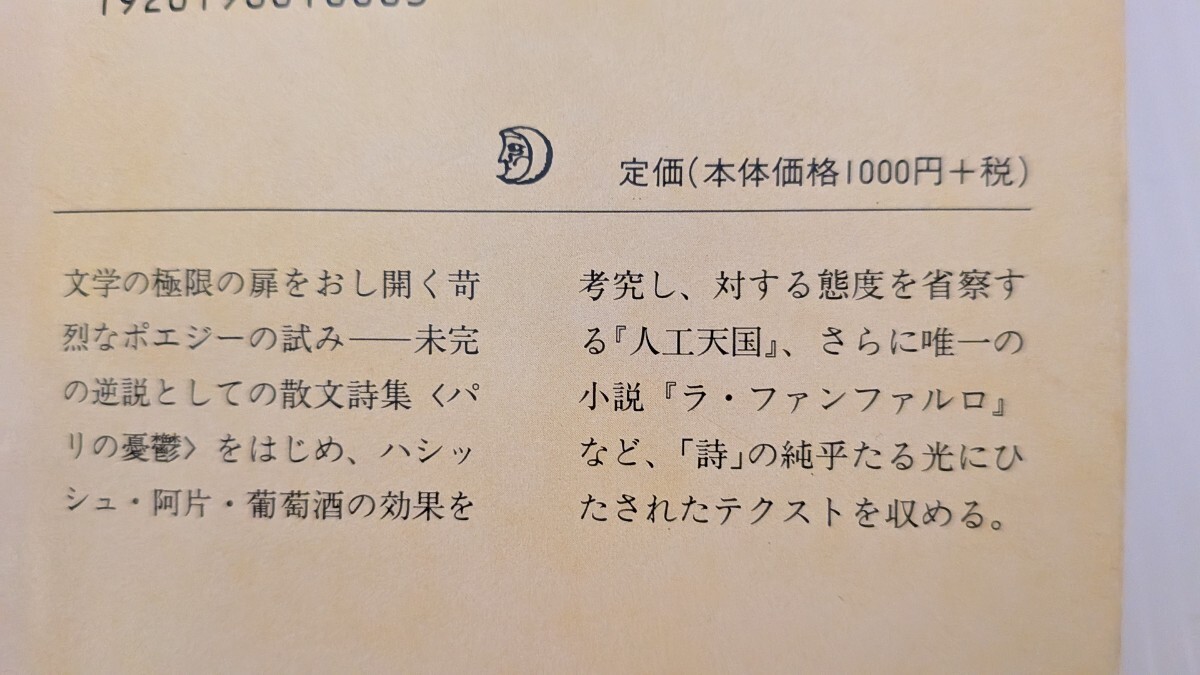 定価(本体価格1000円+税)
文学の極限の扉をおし開く苛
烈なポエジーの試み――未完
の逆説としての散文詩集〈パ
リの憂鬱〉をはじめ、ハシッ
シュ・阿片・葡萄酒の効果を
考究し、対する態度を省察す
る『人工天国』、さらに唯一の
小説『ラ・ファンファルロ』
など、「詩」の純乎たる光にひ
たされたテクストを収める。